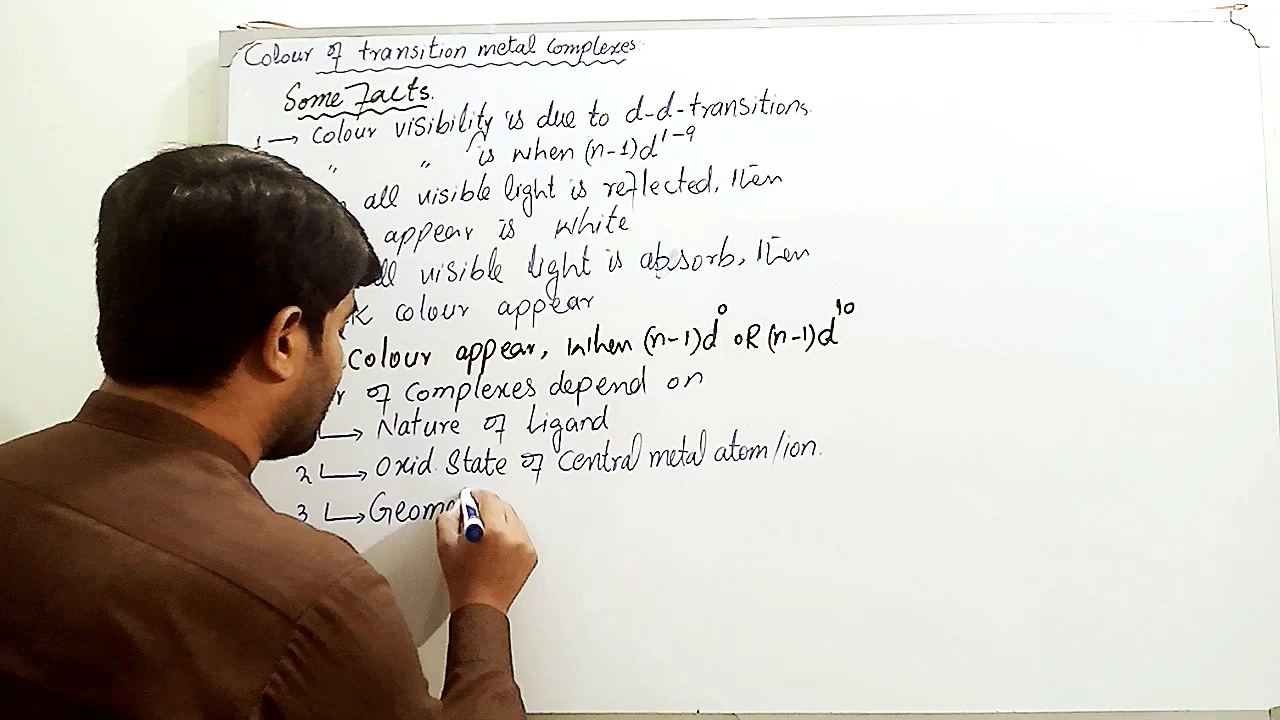 Colour of transition metal complexes
Some Facts.
1 → Colour visibility is due to d-d-transitions.
" " is when (n-1)d¹⁻⁹
all visible light is reflected, then
appear is white
all visible light is absorb, then
colour appear
colour appear, when (n-1)d⁰ OR (n-1)d¹⁰
of complexes depend on
→ Nature of Ligand
2 → Oxid. State of central metal atom/ion.
3 → Geome